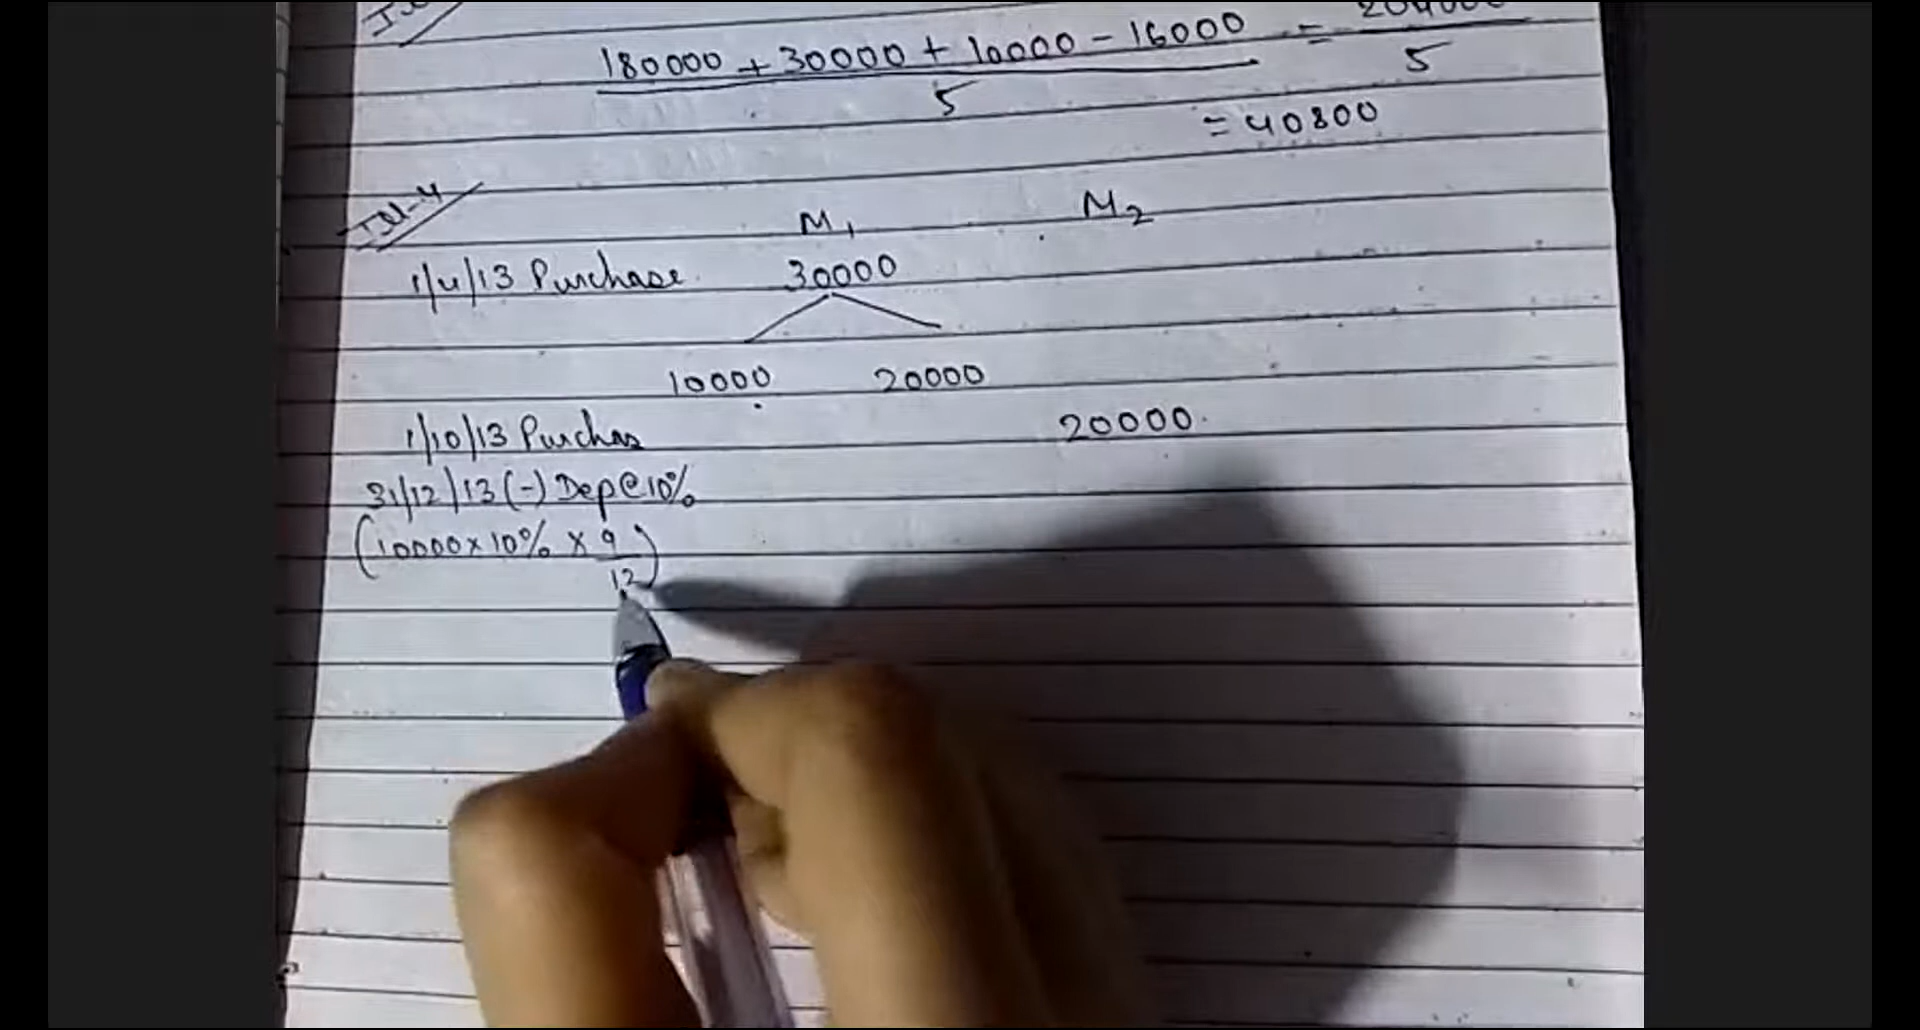 180000 + 30000 + 10000 - 16000 =
5 5
= 40800
M1 M2
1/4/13 Purchase 30000
10000 20000
1/10/13 Purchas 20000
31/12/13 (-) Dep@10%
(10000 x 10% x 9
12)